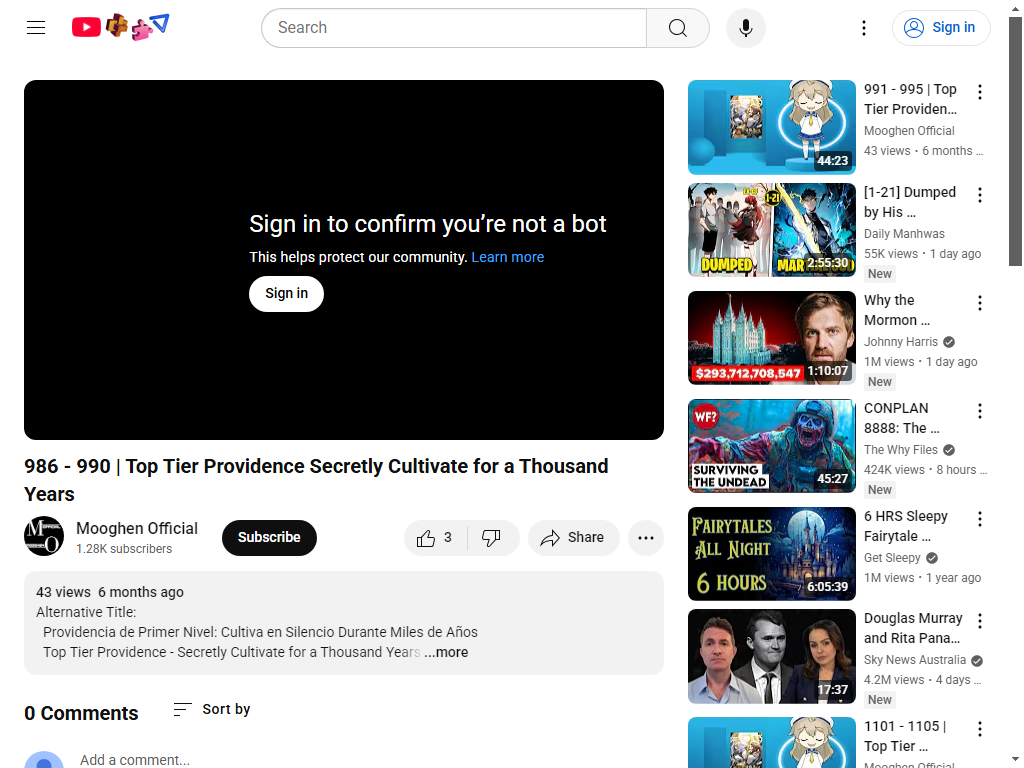 Search
Sign in
Sign in to confirm you’re not a bot
This helps protect our community. Learn more
Sign in
986 - 990 | Top Tier Providence Secretly Cultivate for a Thousand
Years
Mooghen Official
1.28K subscribers
Subscribe
3
Share
43 views 6 months ago
Alternative Title:
Providencia de Primer Nivel: Cultiva en Silencio Durante Miles de Años
Top Tier Providence - Secretly Cultivate for a Thousand Years ...more
0 Comments
Sort by
Add a comment...
44:23
991 - 995 | Top
Tier Providen…
Mooghen Official
43 views • 6 months …
1-21
DUMPED
2:55:30
[1-21] Dumped
by His …
Daily Manhwas
55K views • 1 day ago
New
$293,712,708,547
1:10:07
Why the
Mormon …
Johnny Harris
1M views • 1 day ago
New
WF?
SURVIVING
THE UNDEAD
45:27
CONPLAN
8888: The …
The Why Files
424K views • 8 hours …
New
FAIRYTALES
ALL NIGHT
6 HOURS
6:05:39
6 HRS Sleepy
Fairytale …
Get Sleepy
1M views • 1 year ago
17:37
Douglas Murray
and Rita Pana…
Sky News Australia
4.2M views • 4 days …
New
1101 - 1105 |
Top Tier …
Mooghen Official